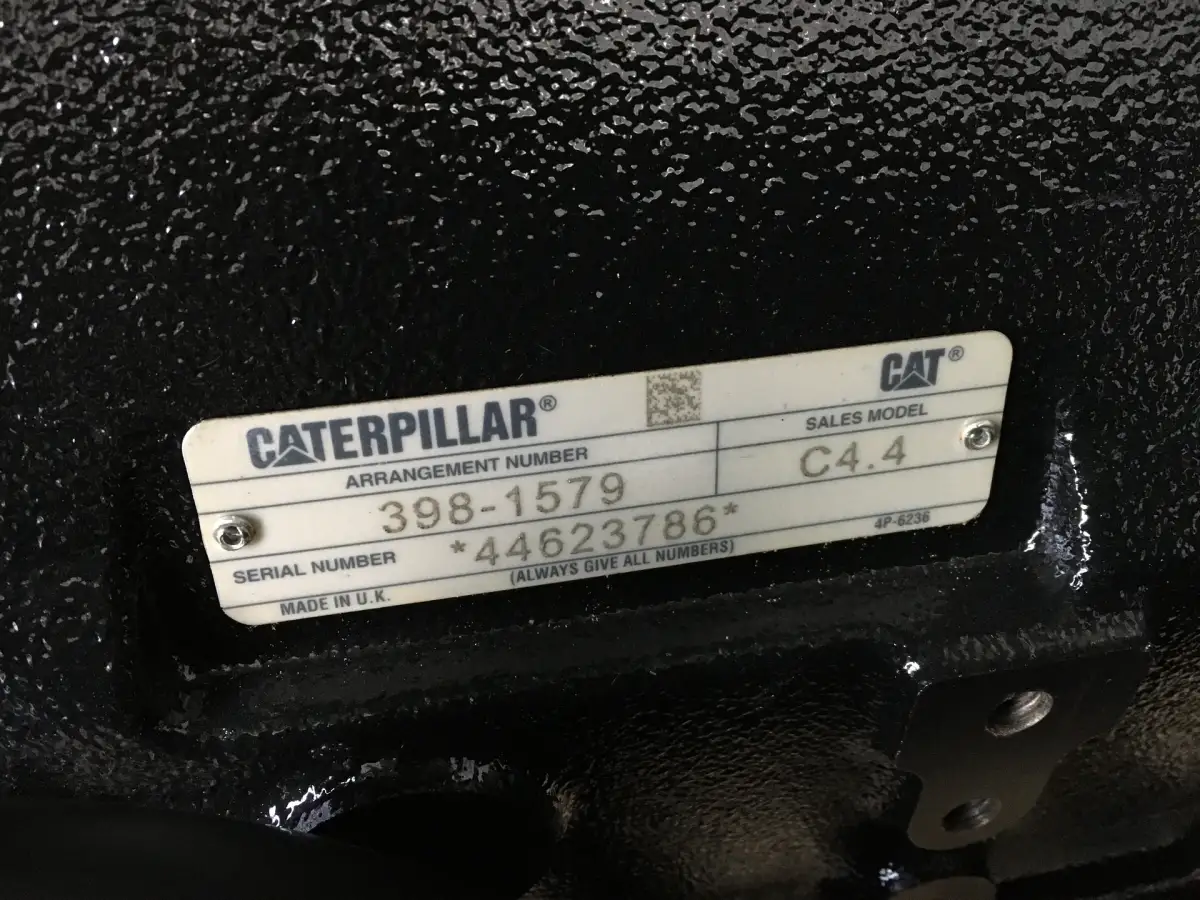 CATERPILLAR®
CAT®
ARRANGEMENT NUMBER
SALES MODEL
398-1579
C4.4
SERIAL NUMBER *44623786*
MADE IN U.K. (ALWAYS GIVE ALL NUMBERS) 4P-6236